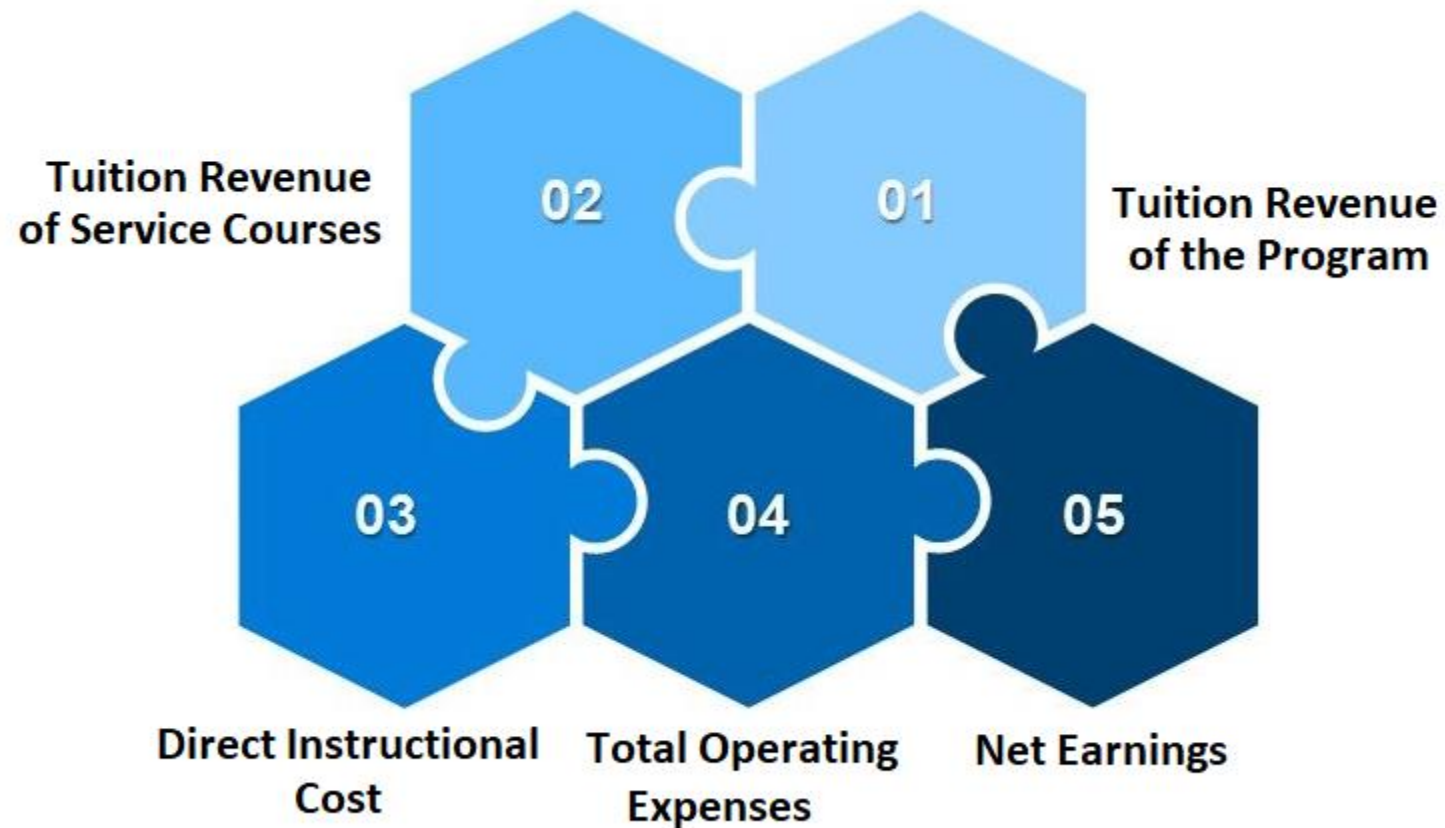 02
01
Tuition Revenue
of Service Courses
Tuition Revenue
of the Program
03
04
05
Direct Instructional
Cost
Total Operating
Expenses
Net Earnings